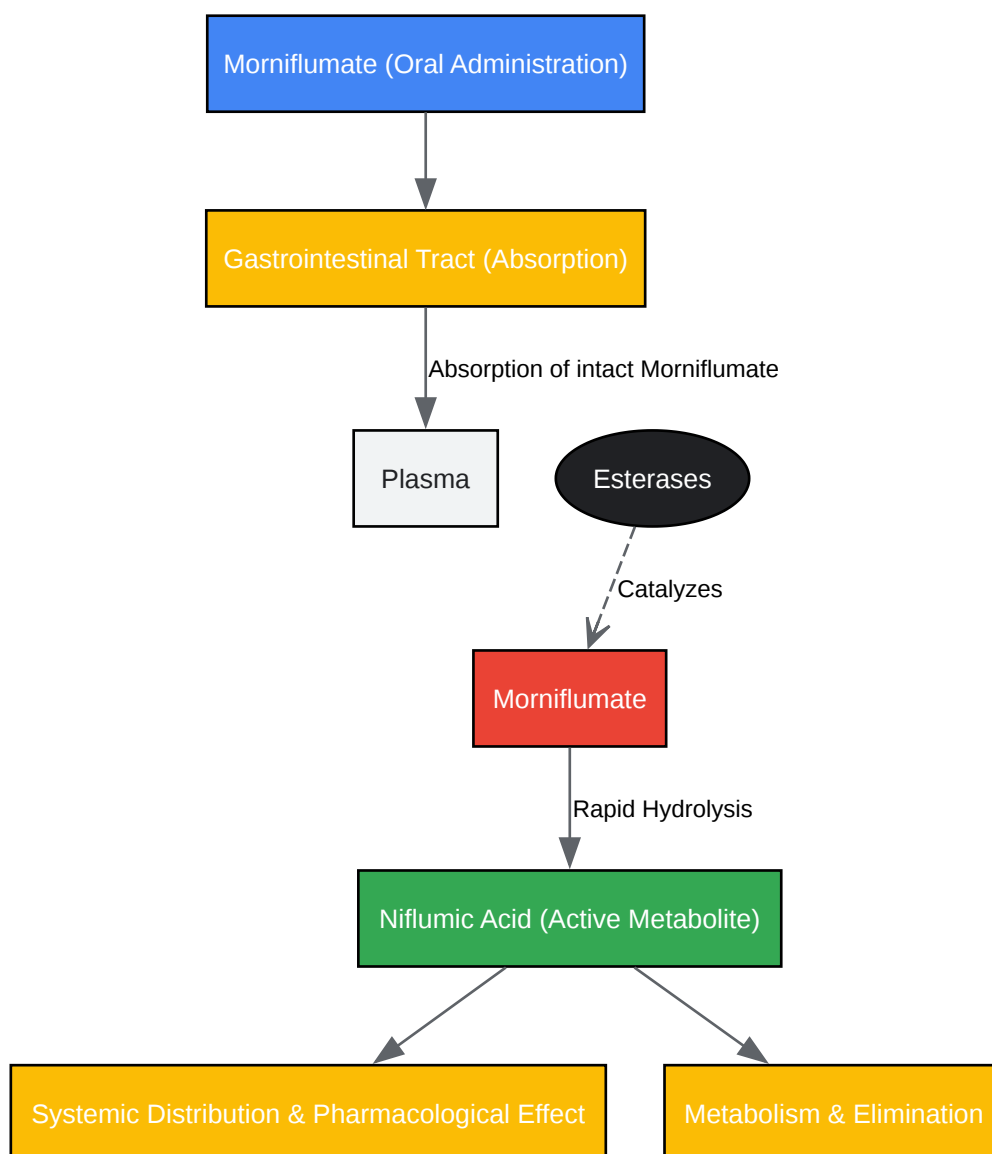 Morniflumate (Oral Administration)
Gastrointestinal Tract (Absorption)
Absorption of intact Morniflumate
Plasma
Esterases
Catalyzes
Morniflumate
Rapid Hydrolysis
Niflumic Acid (Active Metabolite)
Systemic Distribution & Pharmacological Effect
Metabolism & Elimination